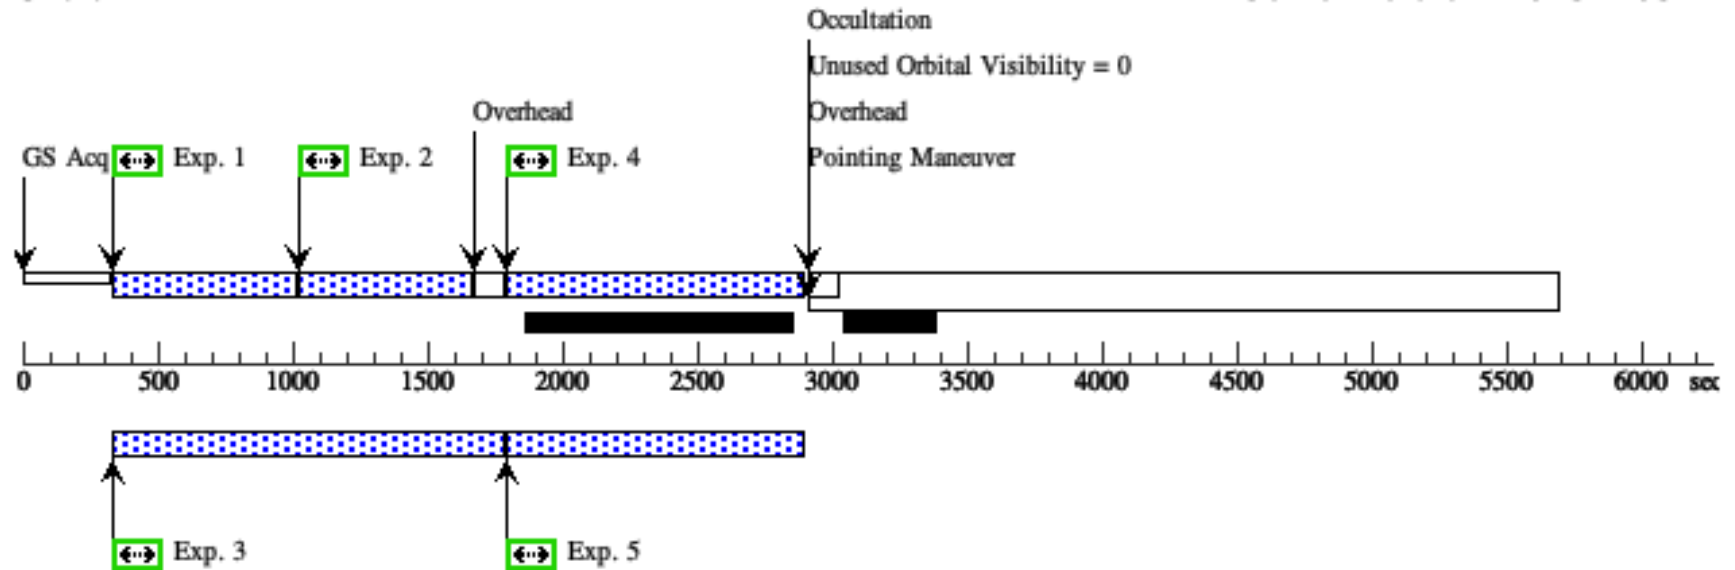 Occultation
Unused Orbital Visibility = 0
Overhead Overhead
GS Acq Exp. 1 Exp. 2 Exp. 4 Pointing Maneuver
0 500 1000 1500 2000 2500 3000 3500 4000 4500 5000 5500 6000 sec
Exp. 3 Exp. 5